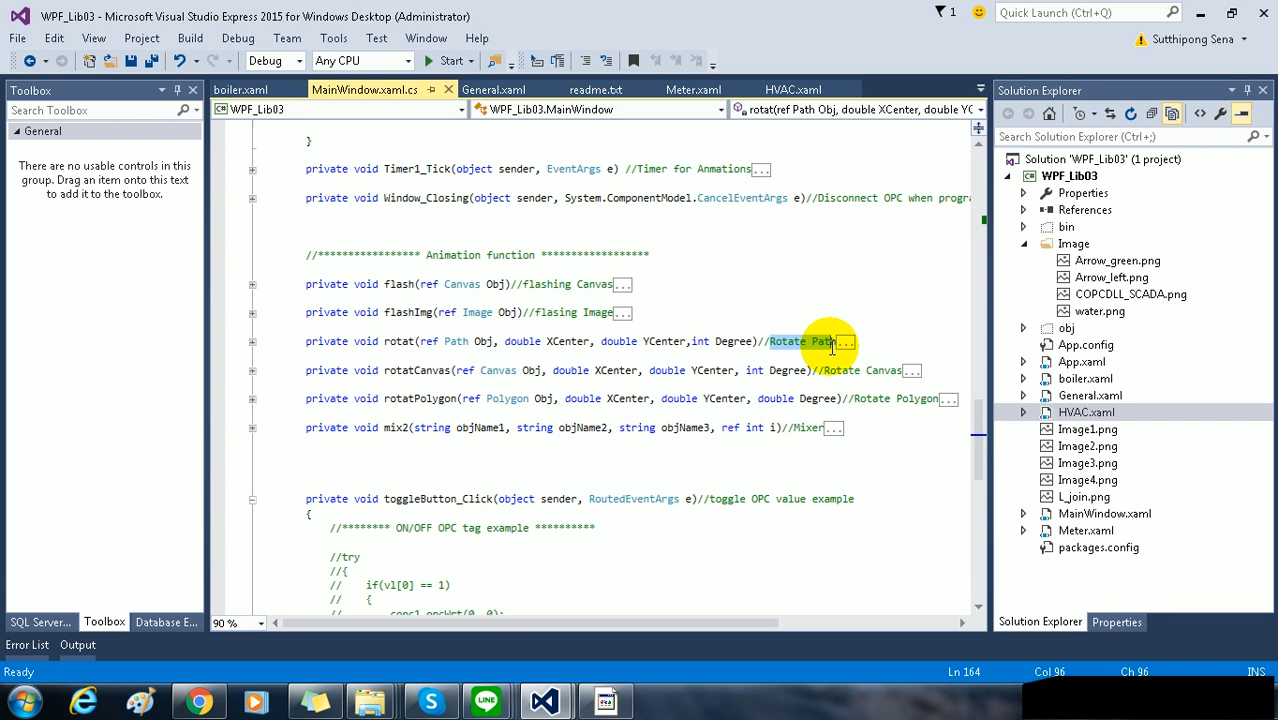 WPF_Lib03 - Microsoft Visual Studio Express 2013 for Windows Desktop (Administrator)
1
Quick Launch (Ctrl+Q)
File Edit View Project Build Debug Team Tools Test Window Help
Sutthipong Sena
Debug Any CPU Start
Toolbox
boiler.xaml MainWindow.xaml.cs General.xaml readme.txt Meter.xaml HVAC.xaml
Solution Explorer
Search Toolbox
WPF_Lib03 WPF_Lib03.MainWindow rotat(ref Path Obj, double XCenter, double YC
General
There are no usable controls in this
group. Drag an item onto this text
to add it to the toolbox.
}
private void Timer1_Tick(object sender, EventArgs e) //Timer for Anmations...
private void Window_Closing(object sender, System.ComponentModel.CancelEventArgs e)//Disconnect OPC when progra
//***************** Animation function ******************
private void flash(ref Canvas Obj)//flashing Canvas...
private void flashImg(ref Image Obj)//flasing Image...
private void rotat(ref Path Obj, double XCenter, double YCenter,int Degree)//Rotate Path...
private void rotatCanvas(ref Canvas Obj, double XCenter, double YCenter, int Degree)//Rotate Canvas...
private void rotatPolygon(ref Polygon Obj, double XCenter, double YCenter, double Degree)//Rotate Polygon...
private void mix2(string objName1, string objName2, string objName3, ref int i)//Mixer...
private void toggleButton_Click(object sender, RoutedEventArgs e)//toggle OPC value example
{
//******** ON/OFF OPC tag example **********
//try
//{
// if(vl[0] == 1)
// {
// copc1.opcWrt(0, 0);
90 %
Search Solution Explorer (Ctrl+;)
Solution 'WPF_Lib03' (1 project)
WPF_Lib03
Properties
References
bin
Image
Arrow_green.png
Arrow_left.png
COPCDLL_SCADA.png
water.png
obj
App.config
App.xaml
boiler.xaml
General.xaml
HVAC.xaml
Image1.png
Image2.png
Image3.png
Image4.png
L_join.png
MainWindow.xaml
Meter.xaml
packages.config
SQL Server... Toolbox Database E...
Solution Explorer Properties
Error List Output
Ready Ln 164 Col 96 Ch 96 INS
LINE